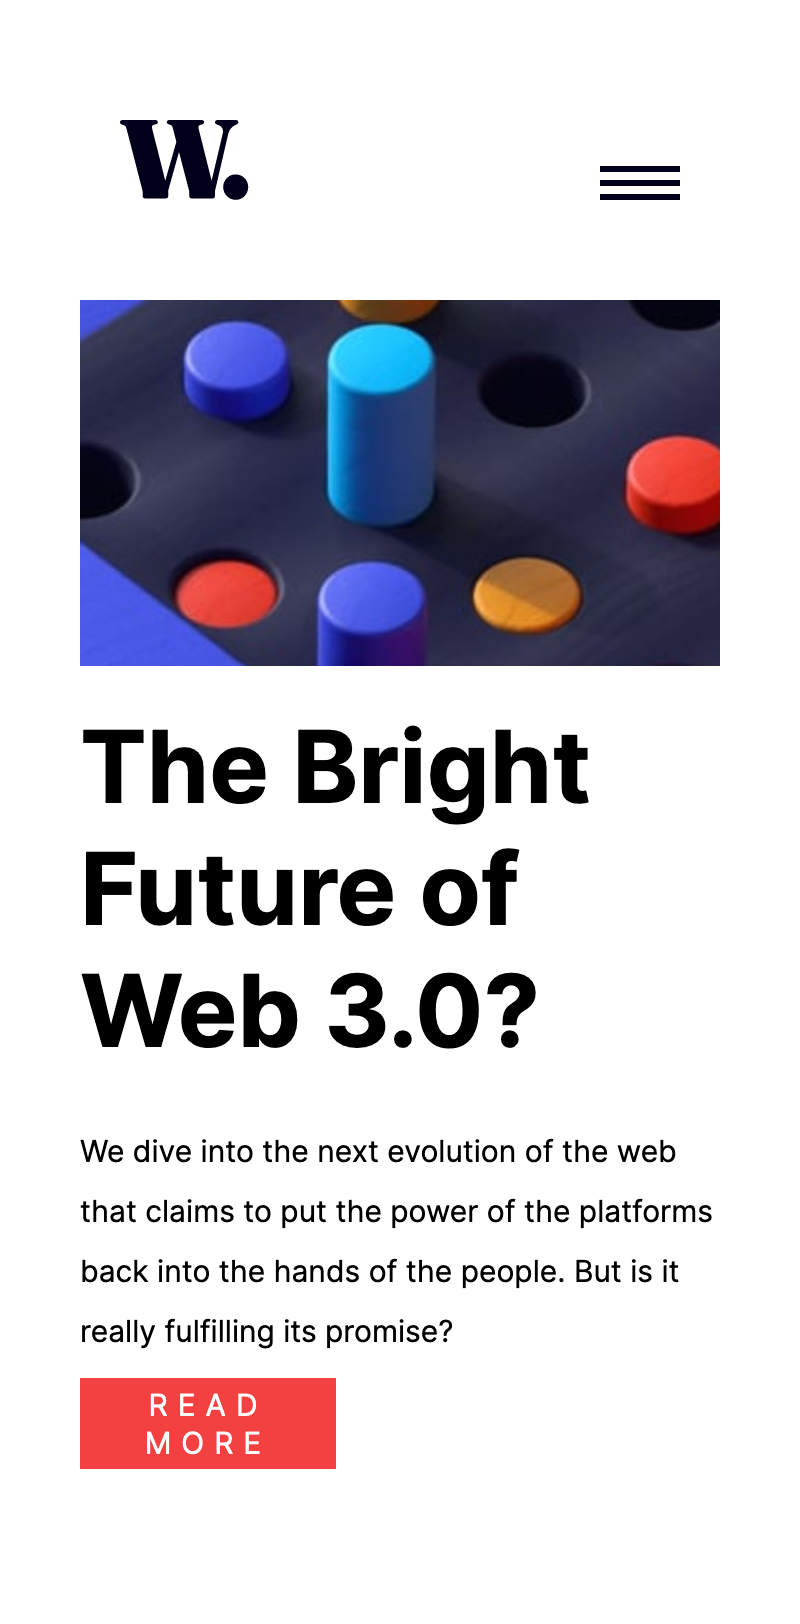 W.
The Bright
Future of
Web 3.0?
We dive into the next evolution of the web
that claims to put the power of the platforms
back into the hands of the people. But is it
really fulfilling its promise?
READ
MORE